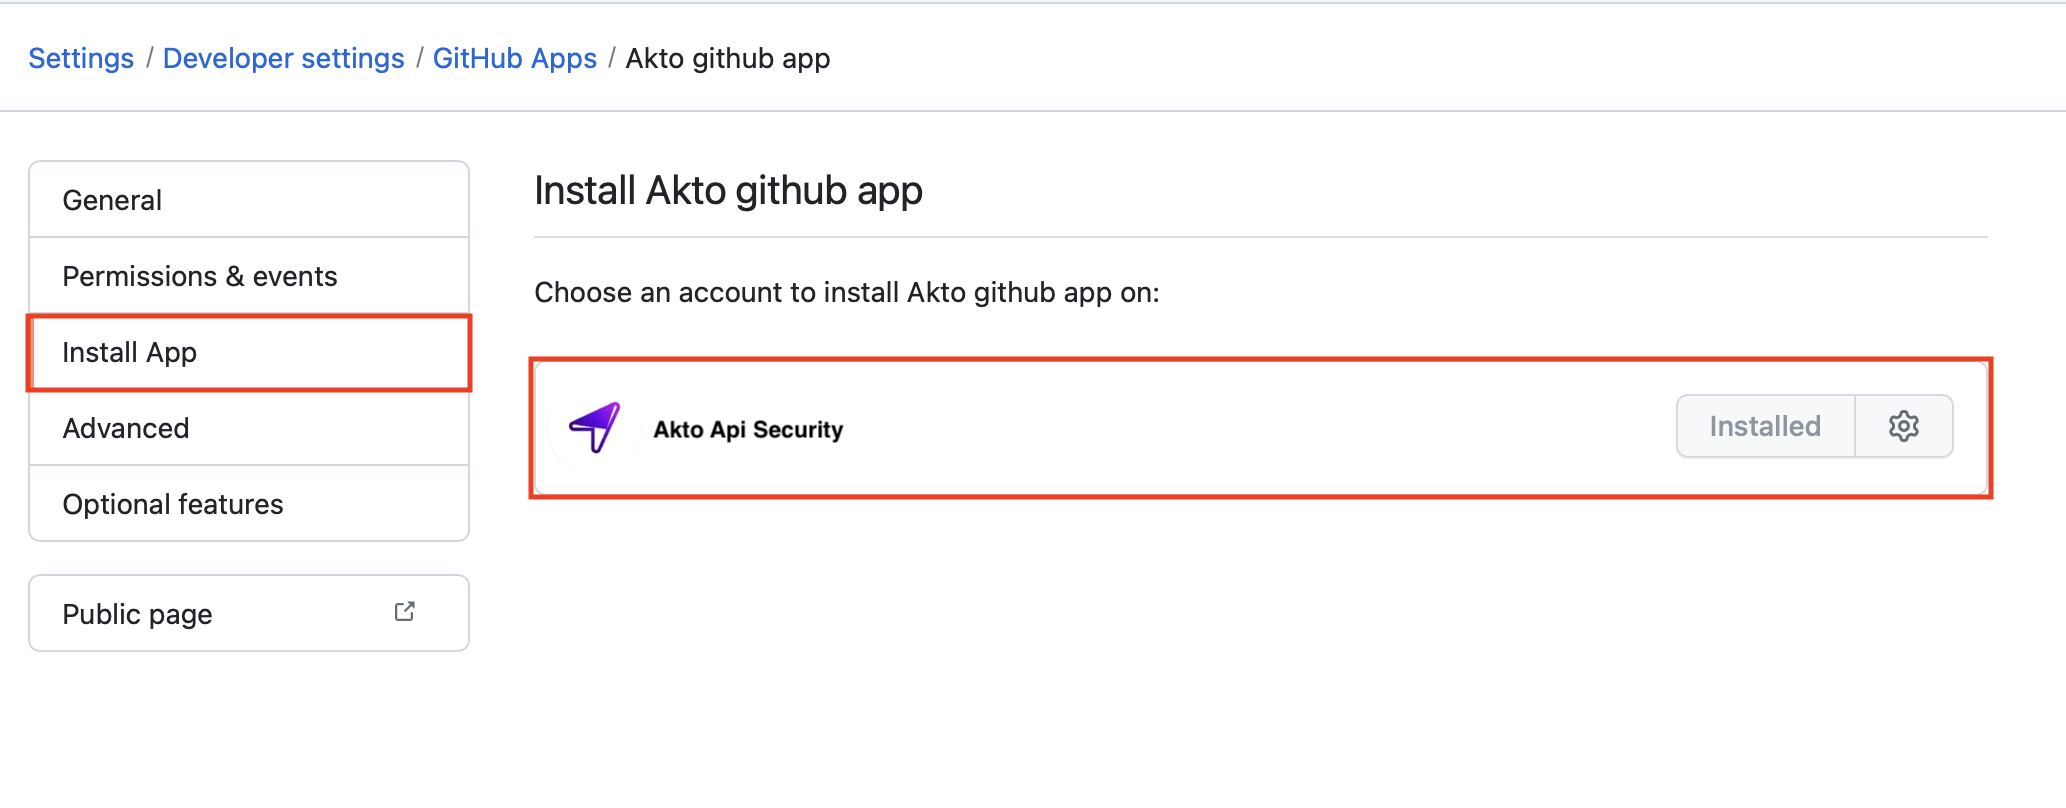 Settings / Developer settings / GitHub Apps / Akto github app
General
Permissions & events
Install App
Advanced
Optional features
Public page
Install Akto github app
Choose an account to install Akto github app on:
Akto Api Security
Installed